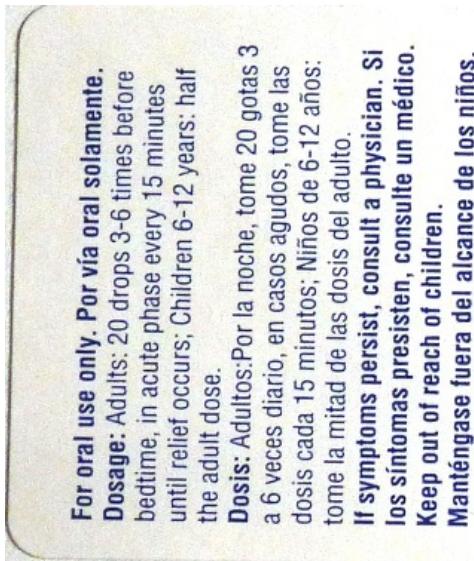 For oral use only. Por vía oral solamente.
Dosage: Adults: 20 drops 3-6 times before
bedtime, in acute phase every 15 minutes
until relief occurs; Children 6-12 years: half
the adult dose.
Dosis: Adultos:Por la noche, tome 20 gotas 3
a 6 veces diario, en casos agudos, tome las
dosis cada 15 minutos; Niños de 6-12 años:
tome la mitad de las dosis del adulto.
If symptoms persist, consult a physician. Si
los síntomas presisten, consulte un médico.
Keep out of reach of children.
Manténgase fuera del alcance de los niños.